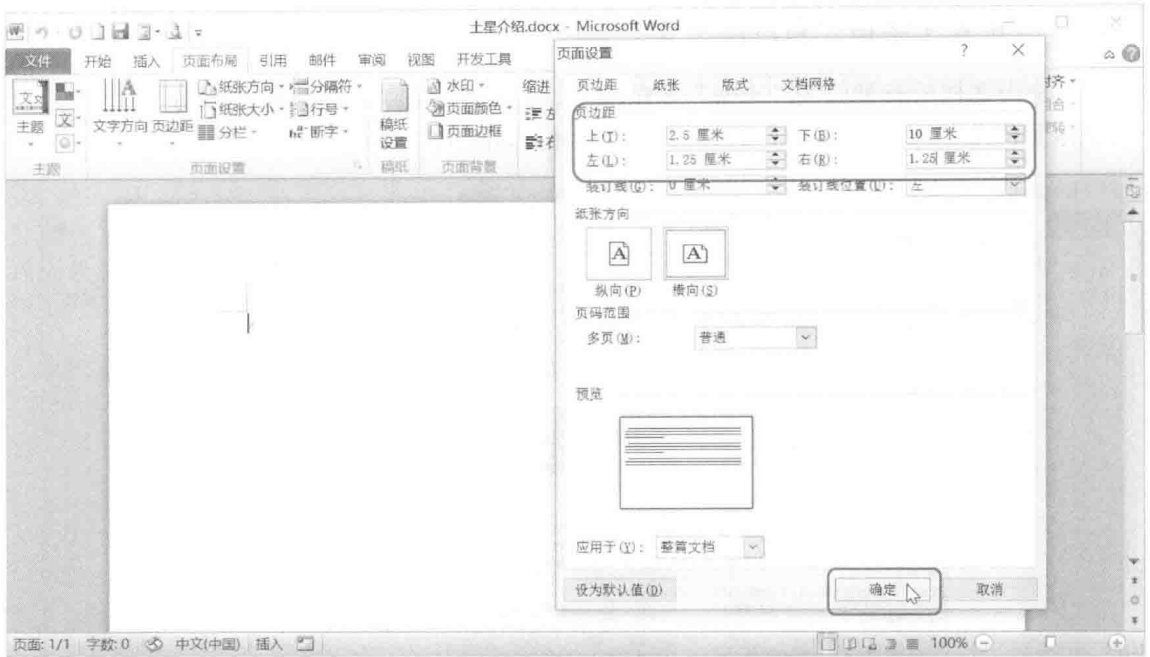 土星介绍.docx - Microsoft Word
文件 开始 插入 页面布局 引用 邮件 审阅 视图 开发工具
主题
文字方向 页边距
纸张方向 分隔符
纸张大小 行号
分栏 断字
稿纸
设置
水印
页面颜色
页面边框
缩进
左
右
主题 页面设置 稿纸 页面背景
页面设置 ?
页边距 纸张 版式 文档网格
页边距
上(T): 2.5 厘米 下(B): 10 厘米
左(L): 1.25 厘米 右(R): 1.25 厘米
装订线(G): 0 厘米 装订线位置(U): 左
纸张方向
纵向(P) 横向(S)
页码范围
多页(M): 普通
预览
应用于(Y): 整篇文档
设为默认值(D) 确定 取消
页面: 1/1 字数: 0 中文(中国) 插入 100%